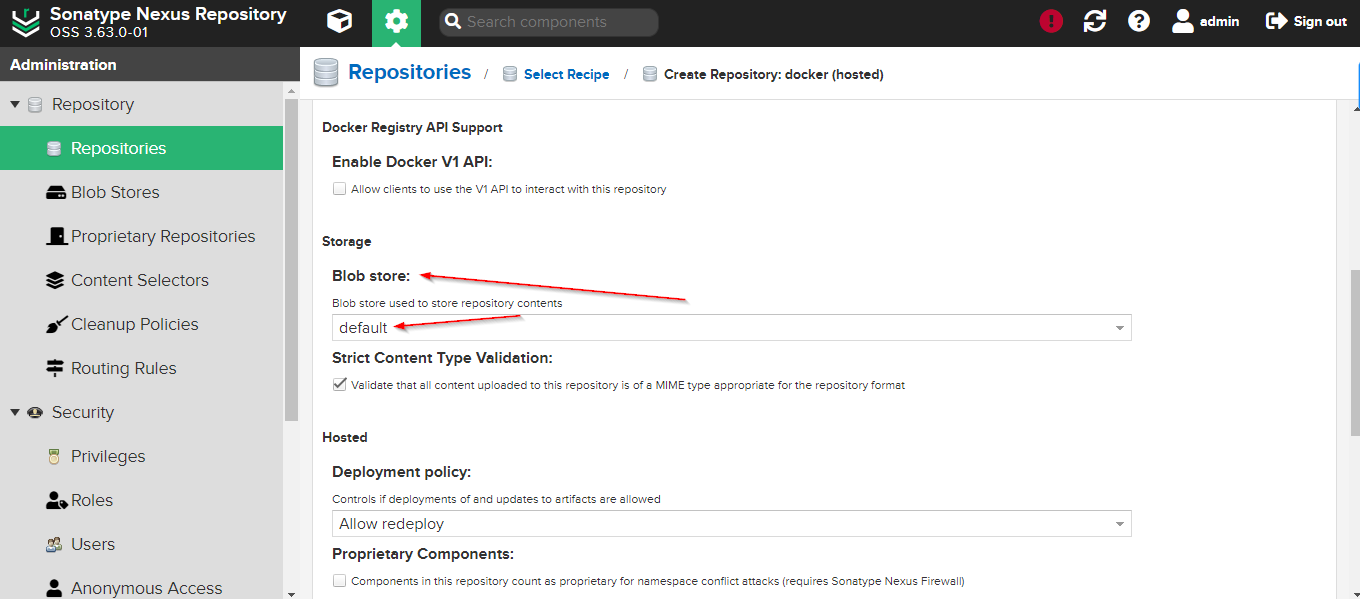 Sonatype Nexus Repository
OSS 3.63.0-01
Search components
admin
Sign out
Administration
Repository
Repositories
Blob Stores
Proprietary Repositories
Content Selectors
Cleanup Policies
Routing Rules
Security
Privileges
Roles
Users
Anonymous Access
Repositories / Select Recipe / Create Repository: docker (hosted)
Docker Registry API Support
Enable Docker V1 API:
Allow clients to use the V1 API to interact with this repository
Storage
Blob store:
Blob store used to store repository contents
default
Strict Content Type Validation:
Validate that all content uploaded to this repository is of a MIME type appropriate for the repository format
Hosted
Deployment policy:
Controls if deployments of and updates to artifacts are allowed
Allow redeploy
Proprietary Components:
Components in this repository count as proprietary for namespace conflict attacks (requires Sonatype Nexus Firewall)